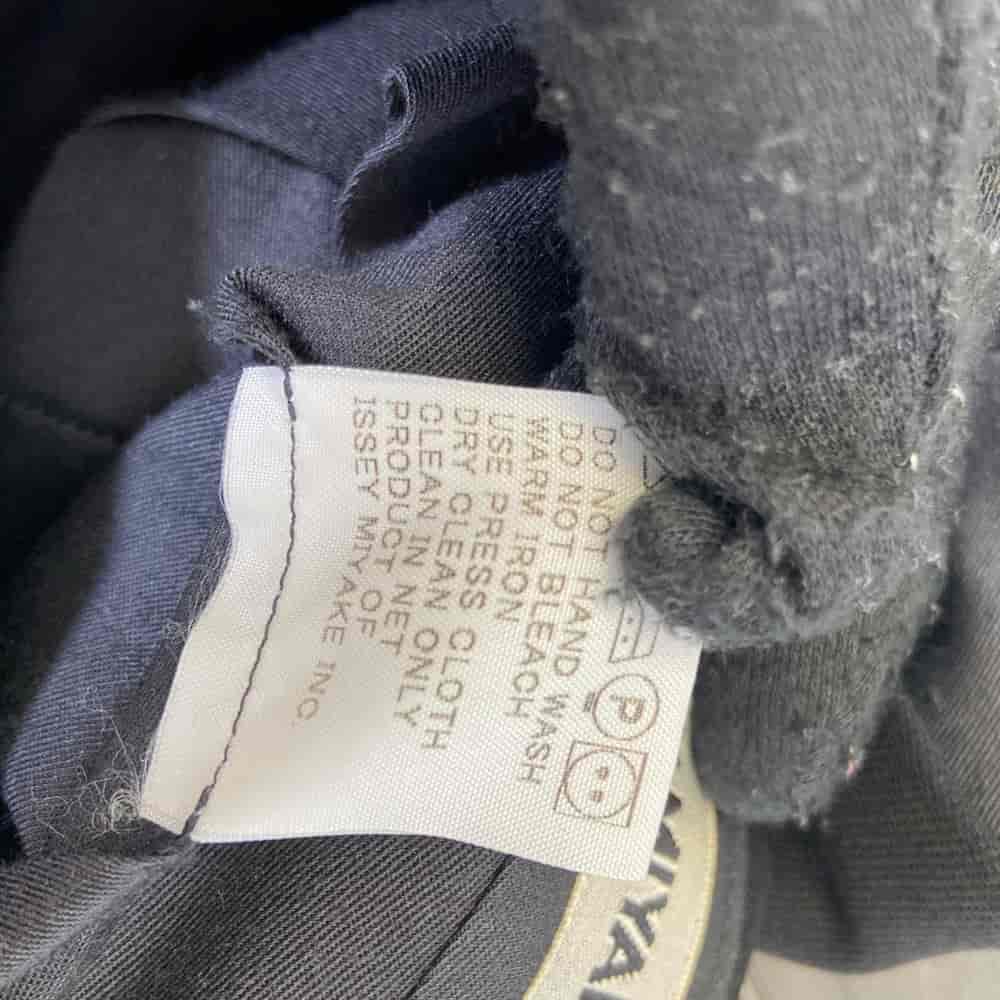 DO NOT HAND WASH
DO NOT BLEACH
WARM IRON
USE PRESS CLOTH
DRY CLEAN ONLY
CLEAN IN NET
PRODUCT OF
ISSEY MIYAKE INC.
P
MIYA